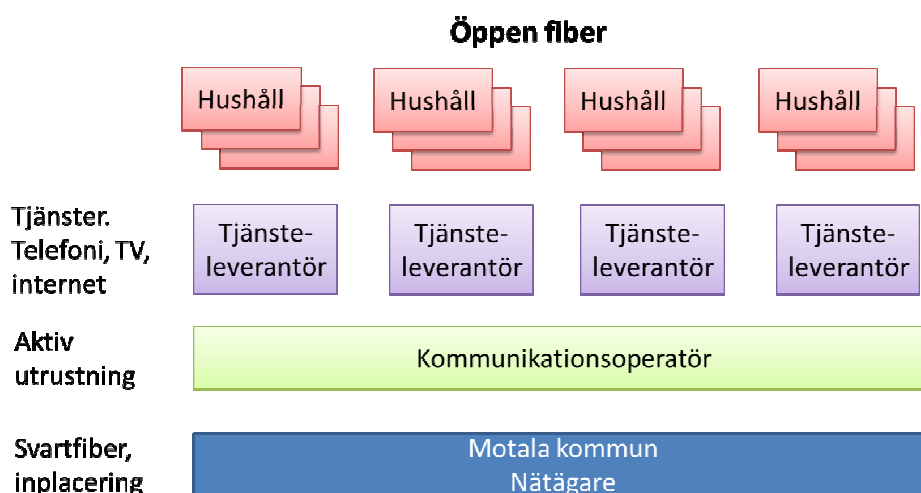 Öppen fiber
Hushåll
Hushåll
Hushåll
Hushåll
Tjänster.
Telefoni, TV,
internet
Tjänste-
leverantör
Tjänste-
leverantör
Tjänste-
leverantör
Tjänste-
leverantör
Aktiv
utrustning
Kommunikationsoperatör
Svartfiber,
inplacering
Motala kommun
Nätägare